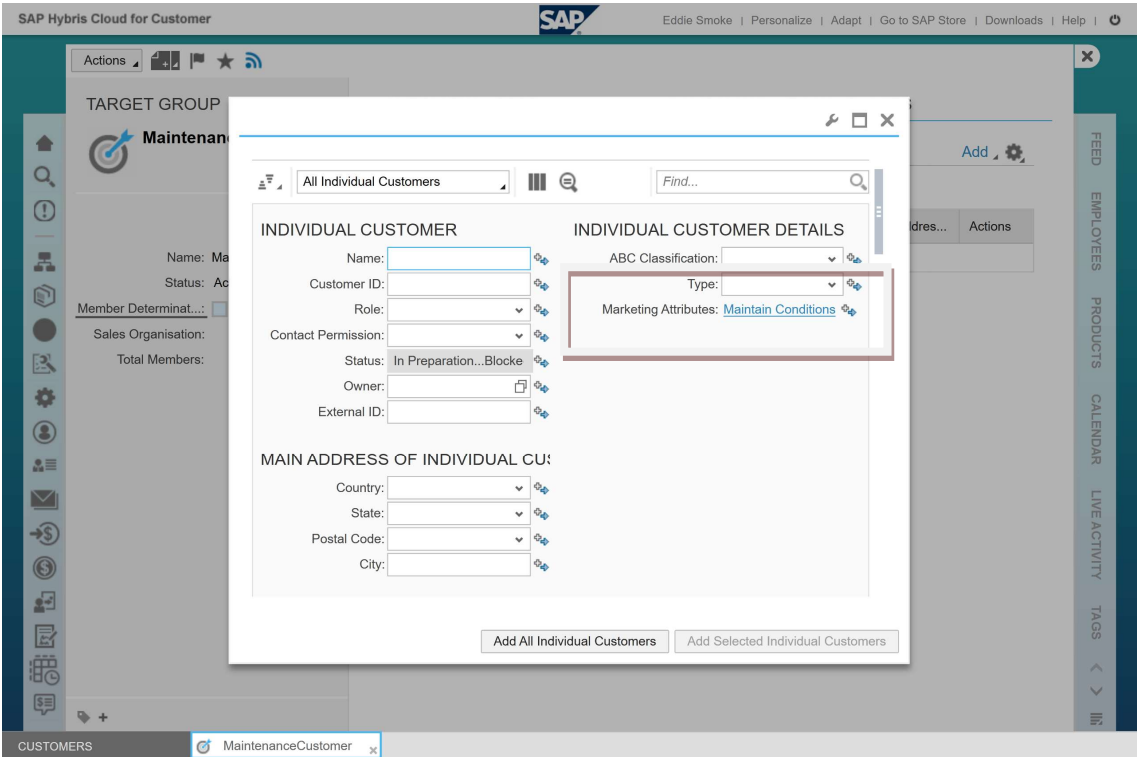 SAP Hybris Cloud for Customer
SAP
Eddie Smoke | Personalize | Adapt | Go to SAP Store | Downloads | Help |
Actions
TARGET GROUP
Maintenan
Add
All Individual Customers
Find...
INDIVIDUAL CUSTOMER
Name:
Customer ID:
Role:
Contact Permission:
Status: In Preparation...Blocke
Owner:
External ID:
INDIVIDUAL CUSTOMER DETAILS
ABC Classification:
Type:
Marketing Attributes: Maintain Conditions
MAIN ADDRESS OF INDIVIDUAL CUS
Country:
State:
Postal Code:
City:
Add All Individual Customers
Add Selected Individual Customers
Name: Ma
Status: Ac
Member Determinat...:
Sales Organisation:
Total Members:
ddres...
Actions
FEED
EMPLOYEES
PRODUCTS
CALENDAR
LIVE ACTIVITY
TAGS
CUSTOMERS
MaintenanceCustomer